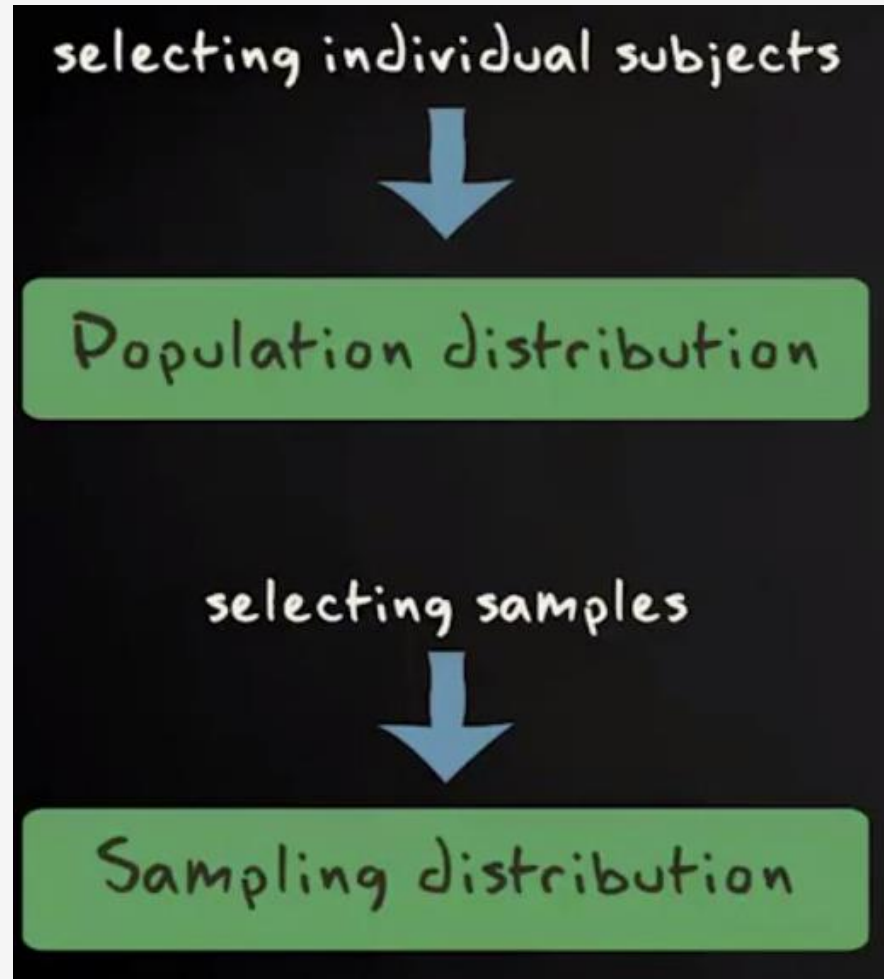 selecting individual subjects
Population distribution
selecting samples
Sampling distribution